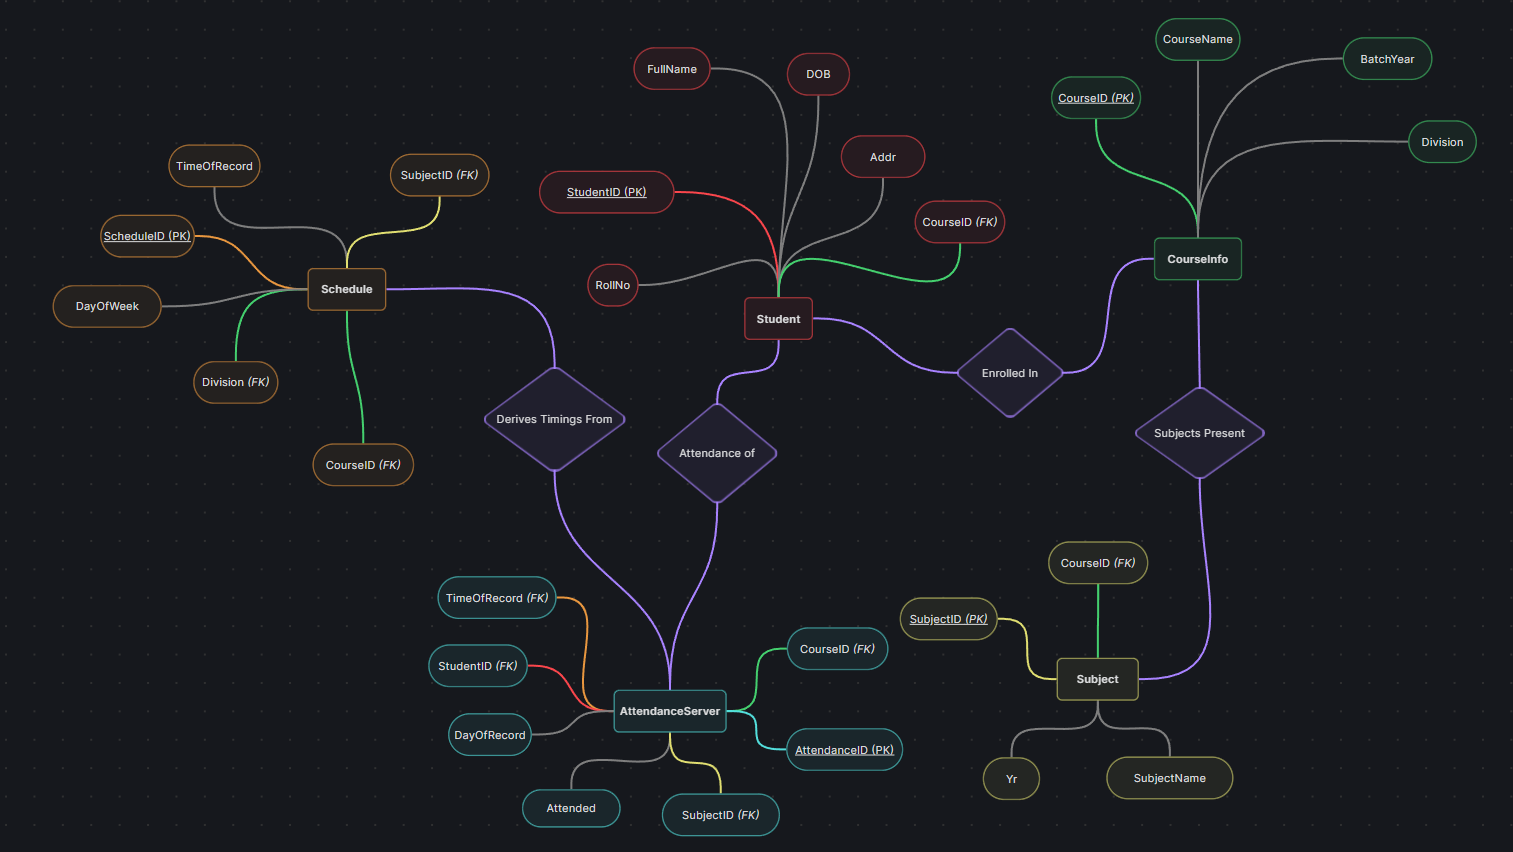 CourseName
FullName
DOB
BatchYear
CourseID (PK)
Division
Addr
TimeOfRecord
SubjectID (FK)
StudentID (PK)
CourseID (FK)
ScheduleID (PK)
CourseInfo
RollNo
Schedule
DayOfWeek
Student
Enrolled In
Division (FK)
Derives Timings From
Subjects Present
Attendance of
CourseID (FK)
CourseID (FK)
TimeOfRecord (FK)
SubjectID (PK)
CourseID (FK)
StudentID (FK)
Subject
AttendanceServer
DayOfRecord
AttendanceID (PK)
Yr
SubjectName
Attended
SubjectID (FK)